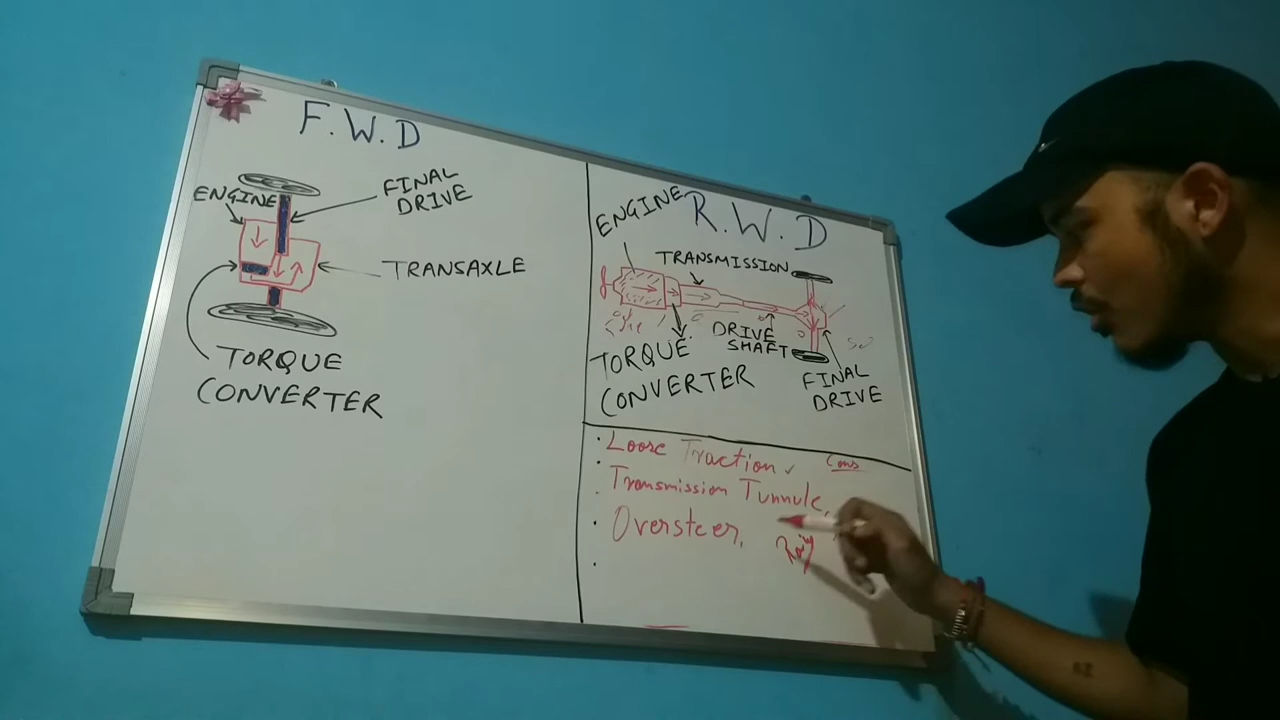 F.W.D
ENGINE
FINAL
DRIVE
TRANSAXLE
TORQUE
CONVERTER
R.W.D
ENGINE
TRANSMISSION
DRIVE
SHAFT
TORQUE
CONVERTER
FINAL
DRIVE
Cons
• Loose Traction
• Transmission Tunnule,
• Oversteer,